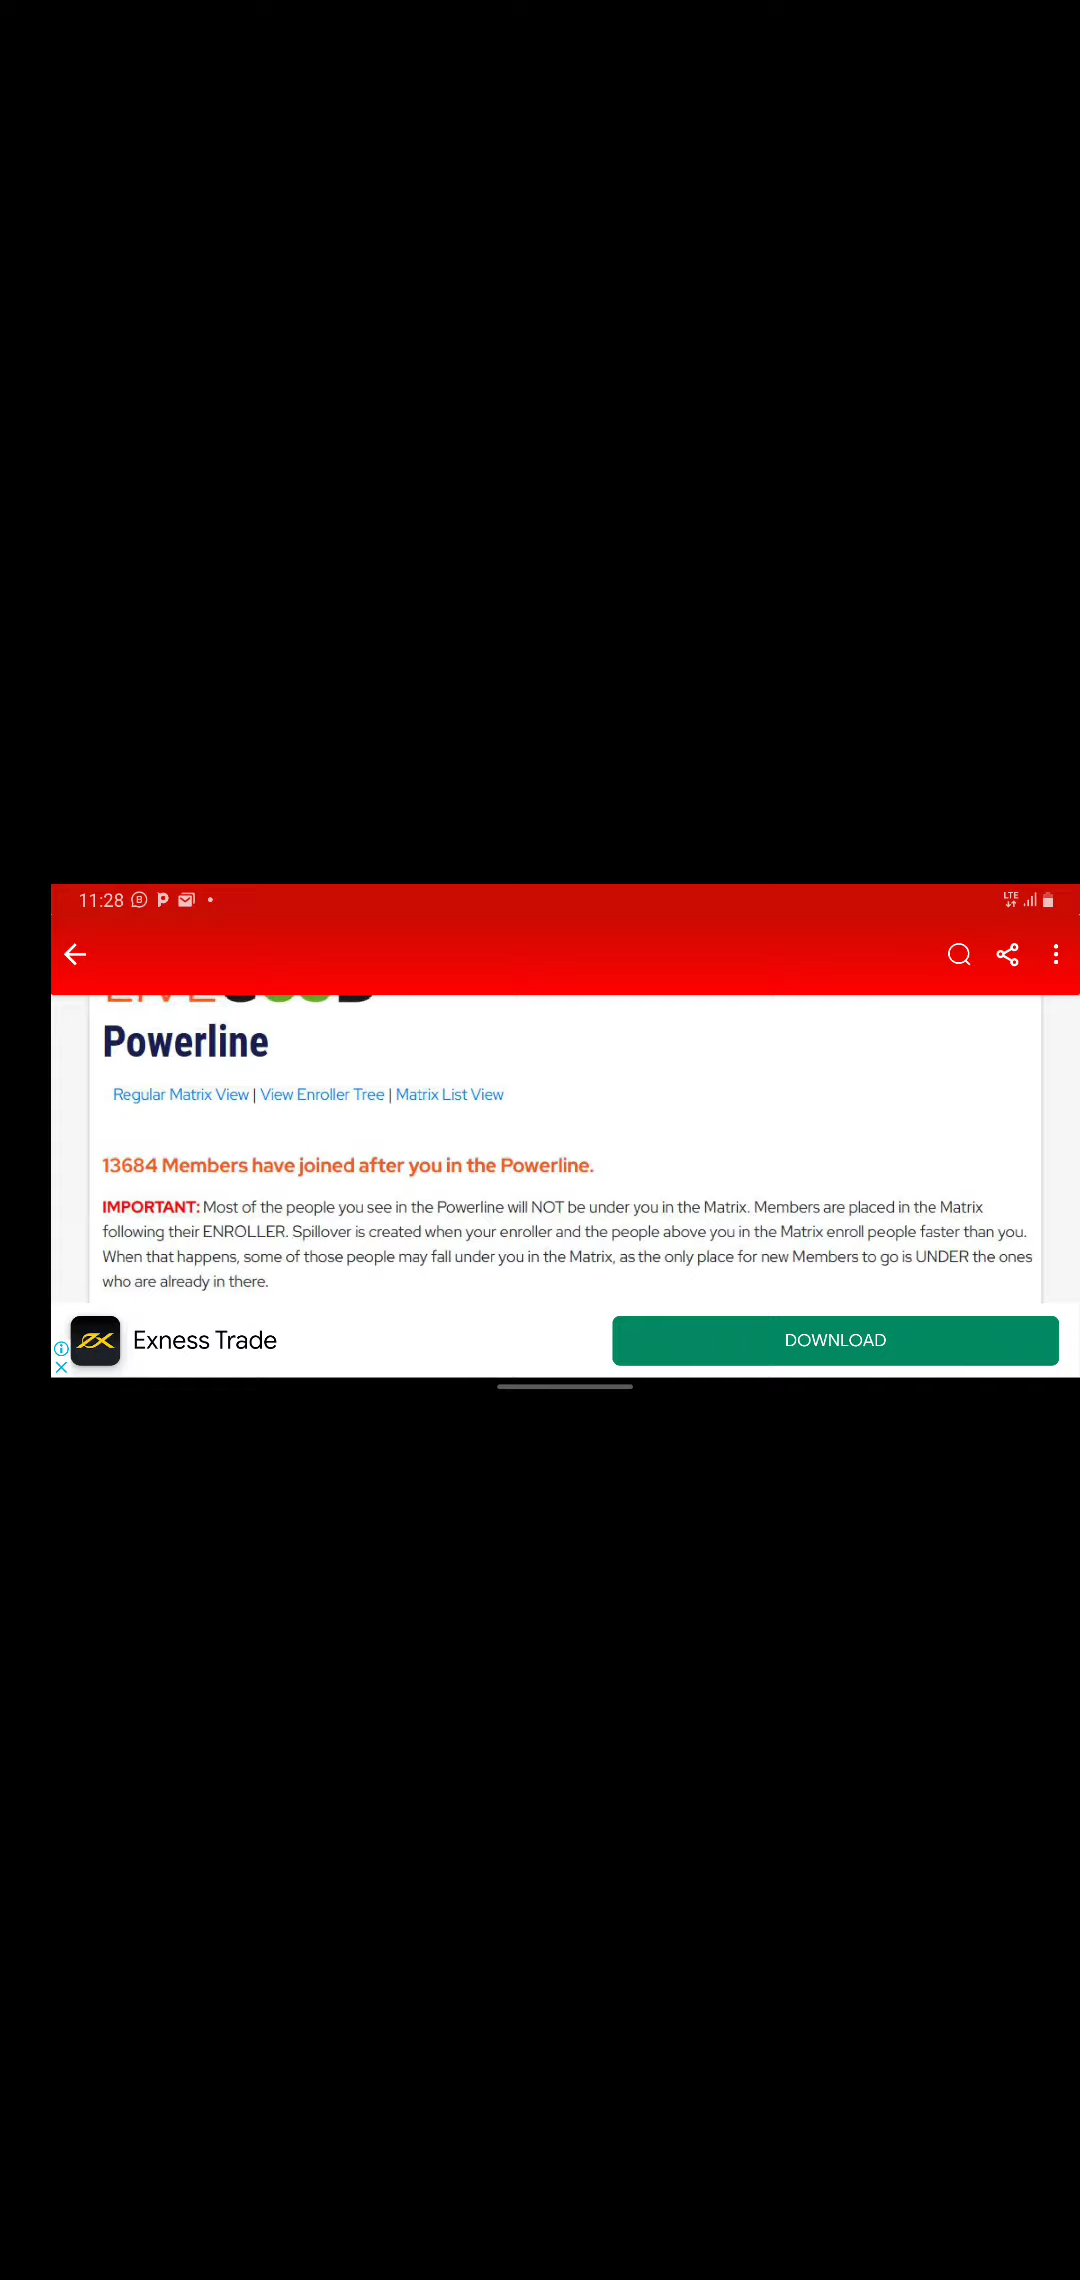 11:28
LTE
LIVEGOOD
Powerline
Regular Matrix View | View Enroller Tree | Matrix List View
13684 Members have joined after you in the Powerline.
IMPORTANT: Most of the people you see in the Powerline will NOT be under you in the Matrix. Members are placed in the Matrix
following their ENROLLER. Spillover is created when your enroller and the people above you in the Matrix enroll people faster than you.
When that happens, some of those people may fall under you in the Matrix, as the only place for new Members to go is UNDER the ones
who are already in there.
Exness Trade
DOWNLOAD